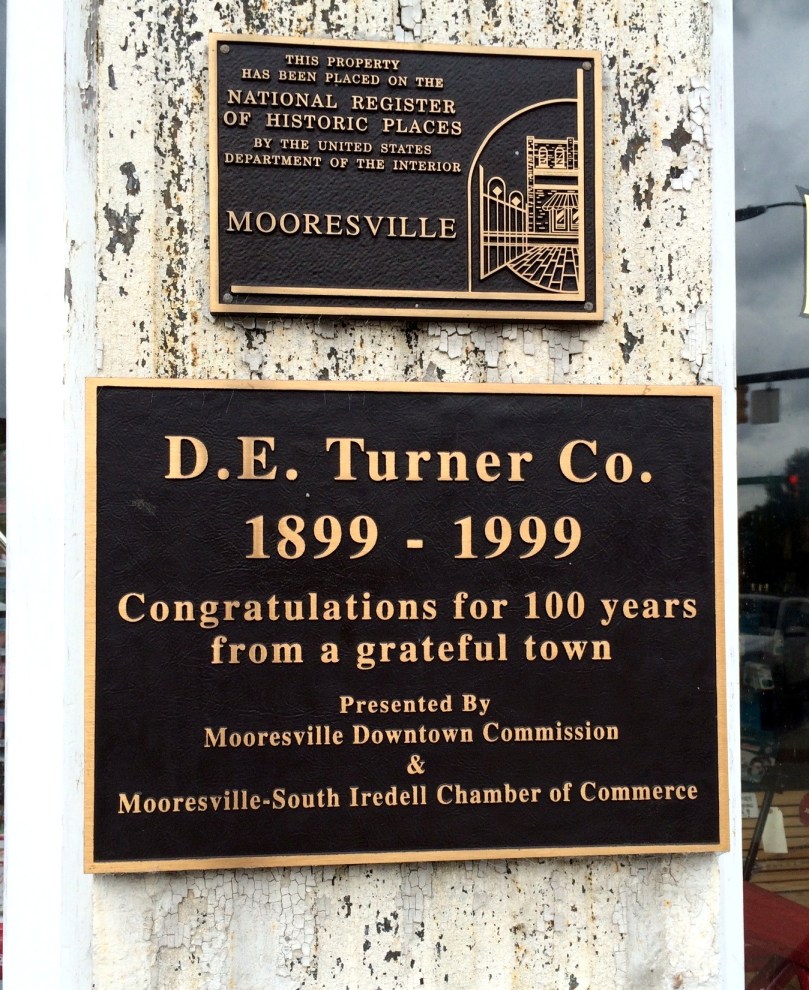 THIS PROPERTY
HAS BEEN PLACED ON THE
NATIONAL REGISTER
OF HISTORIC PLACES
BY THE UNITED STATES
DEPARTMENT OF THE INTERIOR
MOORESVILLE
D.E. Turner Co.
1899 - 1999
Congratulations for 100 years
from a grateful town
Presented By
Mooresville Downtown Commission
&
Mooresville-South Iredell Chamber of Commerce